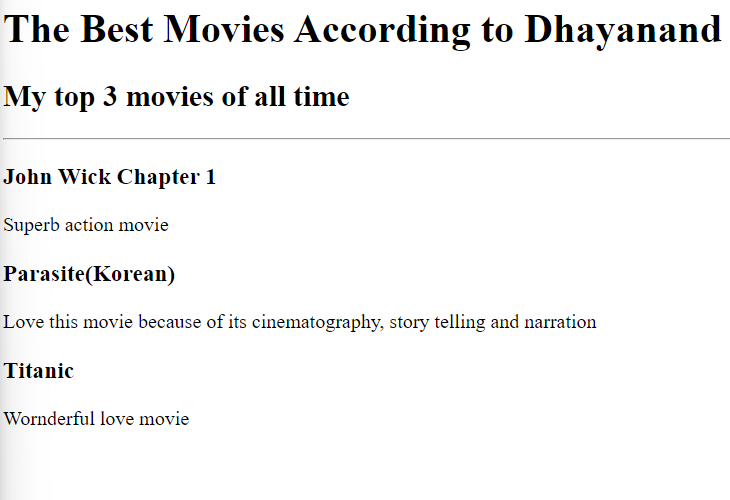 The Best Movies According to Dhayanand
My top 3 movies of all time
John Wick Chapter 1
Superb action movie
Parasite(Korean)
Love this movie because of its cinematography, story telling and narration
Titanic
Wornderful love movie